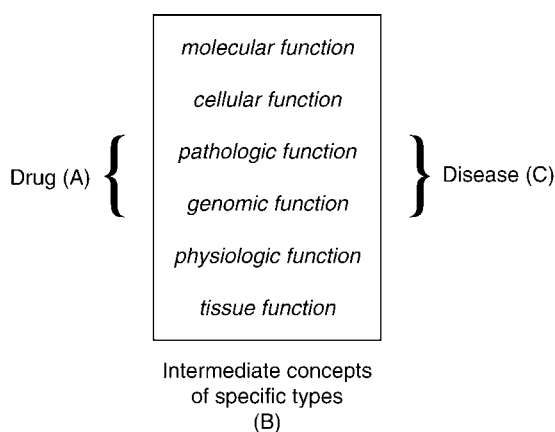 molecular function
cellular function
pathologic function
Drug (A)
Disease (C)
genomic function
physiologic function
tissue function
Intermediate concepts
of specific types
(B)